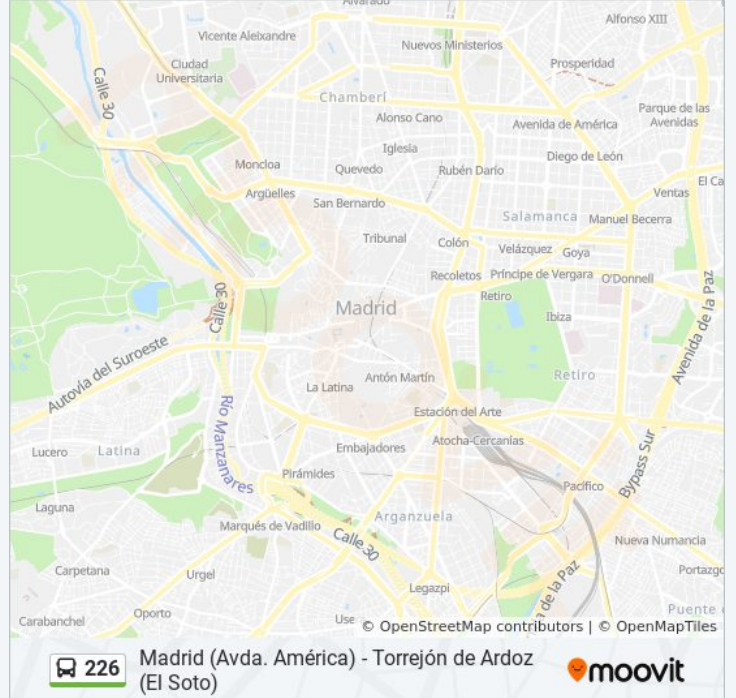 Alvarado
Alfonso XIII
Vicente Aleixandre
Nuevos Ministerios
Ciudad
Universitaria
Prosperidad
Calle 30
Chamberí
Parque de las
Avenidas
Alonso Cano
Avenida de América
Iglesia
Diego de León
Moncloa
Quevedo
Rubén Darío
El Ca
Argüelles
Ventas
San Bernardo
Salamanca
Manuel Becerra
Tribunal
Colón
Velázquez
Goya
Recoletos
Príncipe de Vergara
O'Donnell
Calle 30
Retiro
Madrid
Ibiza
Avenida de la Paz
Autovía del Suroeste
La Latina
Antón Martín
Retiro
Río Manzanares
Estación del Arte
Atocha-Cercanías
Lucero
Latina
Embajadores
Bypass Sur
Pirámides
Pacífico
Laguna
Marqués de Vadillo
Arganzuela
Calle 30
Nueva Numancia
Carpetana
Urgel
Portazgo
Legazpi
a de la Paz
Carabanchel
Oporto
Use
Puente
© OpenStreetMap contributors | © OpenMapTiles
226
Madrid (Avda. América) - Torrejón de Ardoz
(El Soto)
moovit